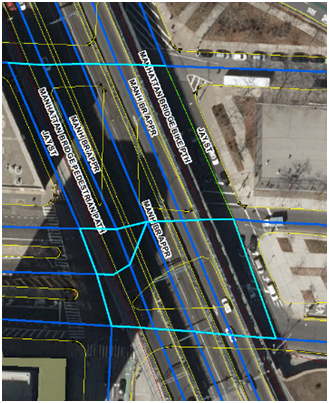 MANHATTAN BRIDGE BIKE PTH
MANH BR APPR
JAY ST
MANHATTAN BRIDGE PEDESTRIAN PATH
MANH BR APPR
JAY ST
MANH BR APPR